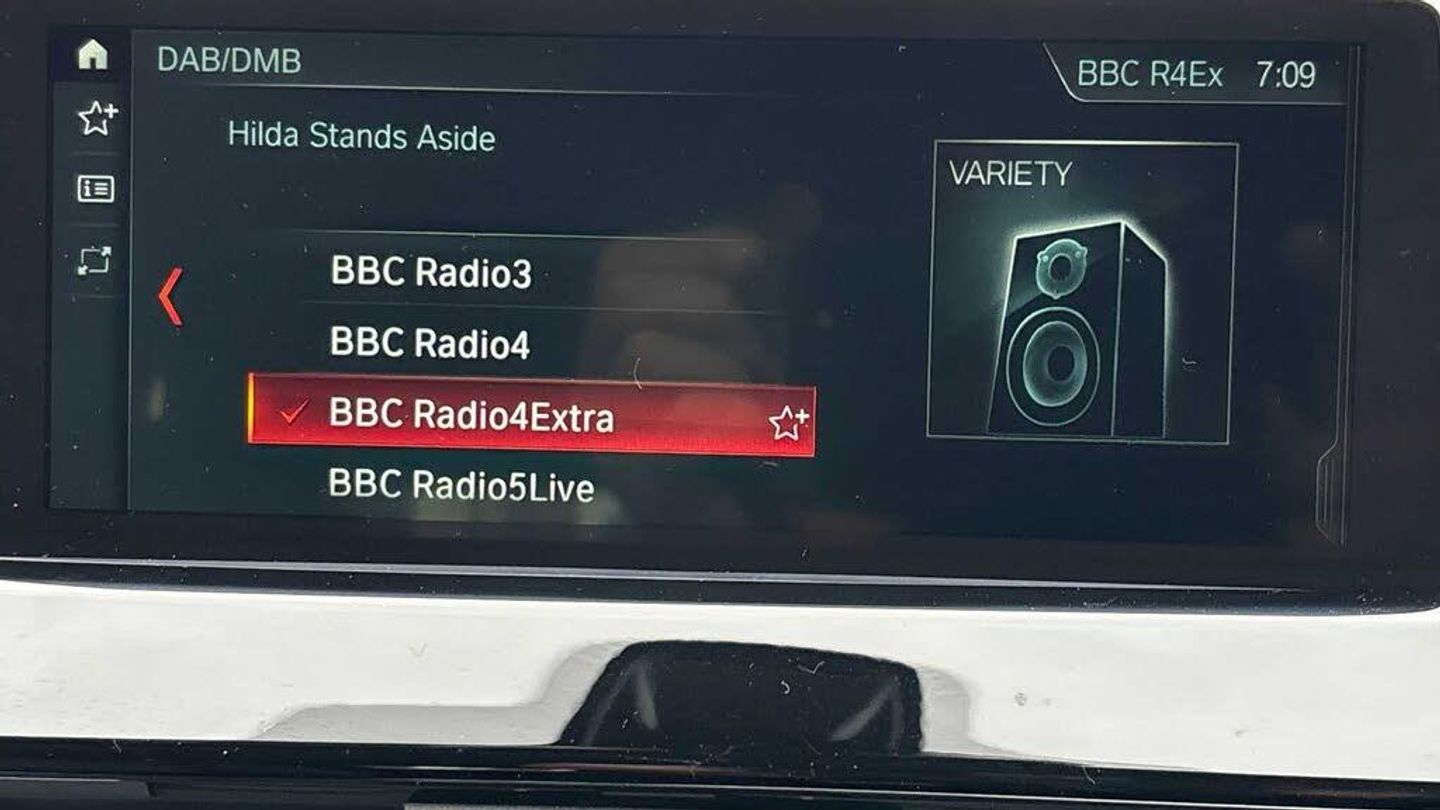 DAB/DMB
BBC R4Ex 7:09
Hilda Stands Aside
VARIETY
BBC Radio3
BBC Radio4
BBC Radio4Extra
BBC Radio5Live